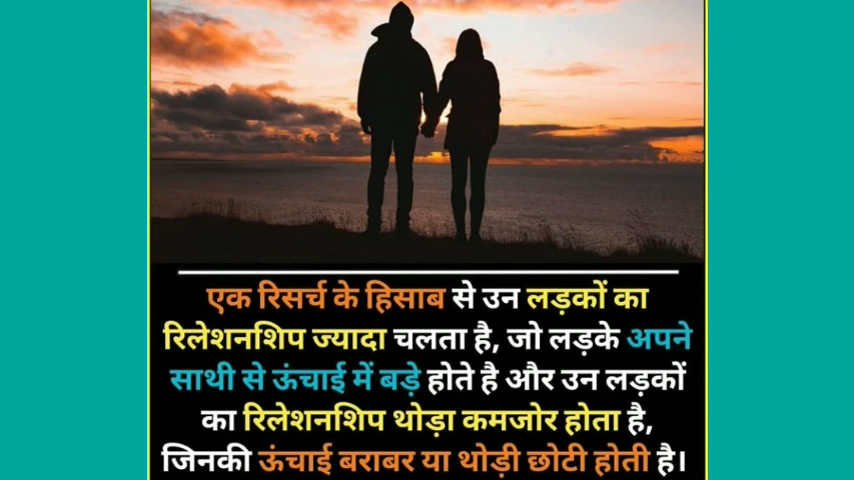 एक रिसर्च के हिसाब से उन लड़कों का
रिलेशनशिप ज्यादा चलता है, जो लड़के अपने
साथी से ऊंचाई में बड़े होते है और उन लड़कों
का रिलेशनशिप थोड़ा कमजोर होता है,
जिनकी ऊंचाई बराबर या थोड़ी छोटी होती है।